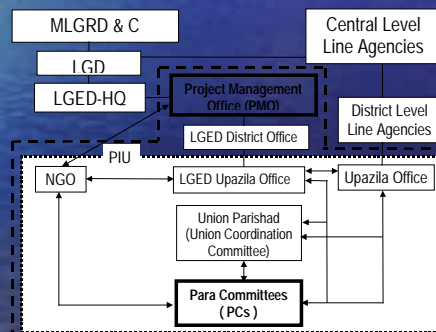 MLGRD & C
Central Level
Line Agencies
LGD
LGED-HQ
Project Management
Office (PMO)
District Level
Line Agencies
LGED District Office
PIU
NGO
LGED Upazila Office
Upazila Office
Union Parishad
(Union Coordination
Committee)
Para Committees
( PCs )